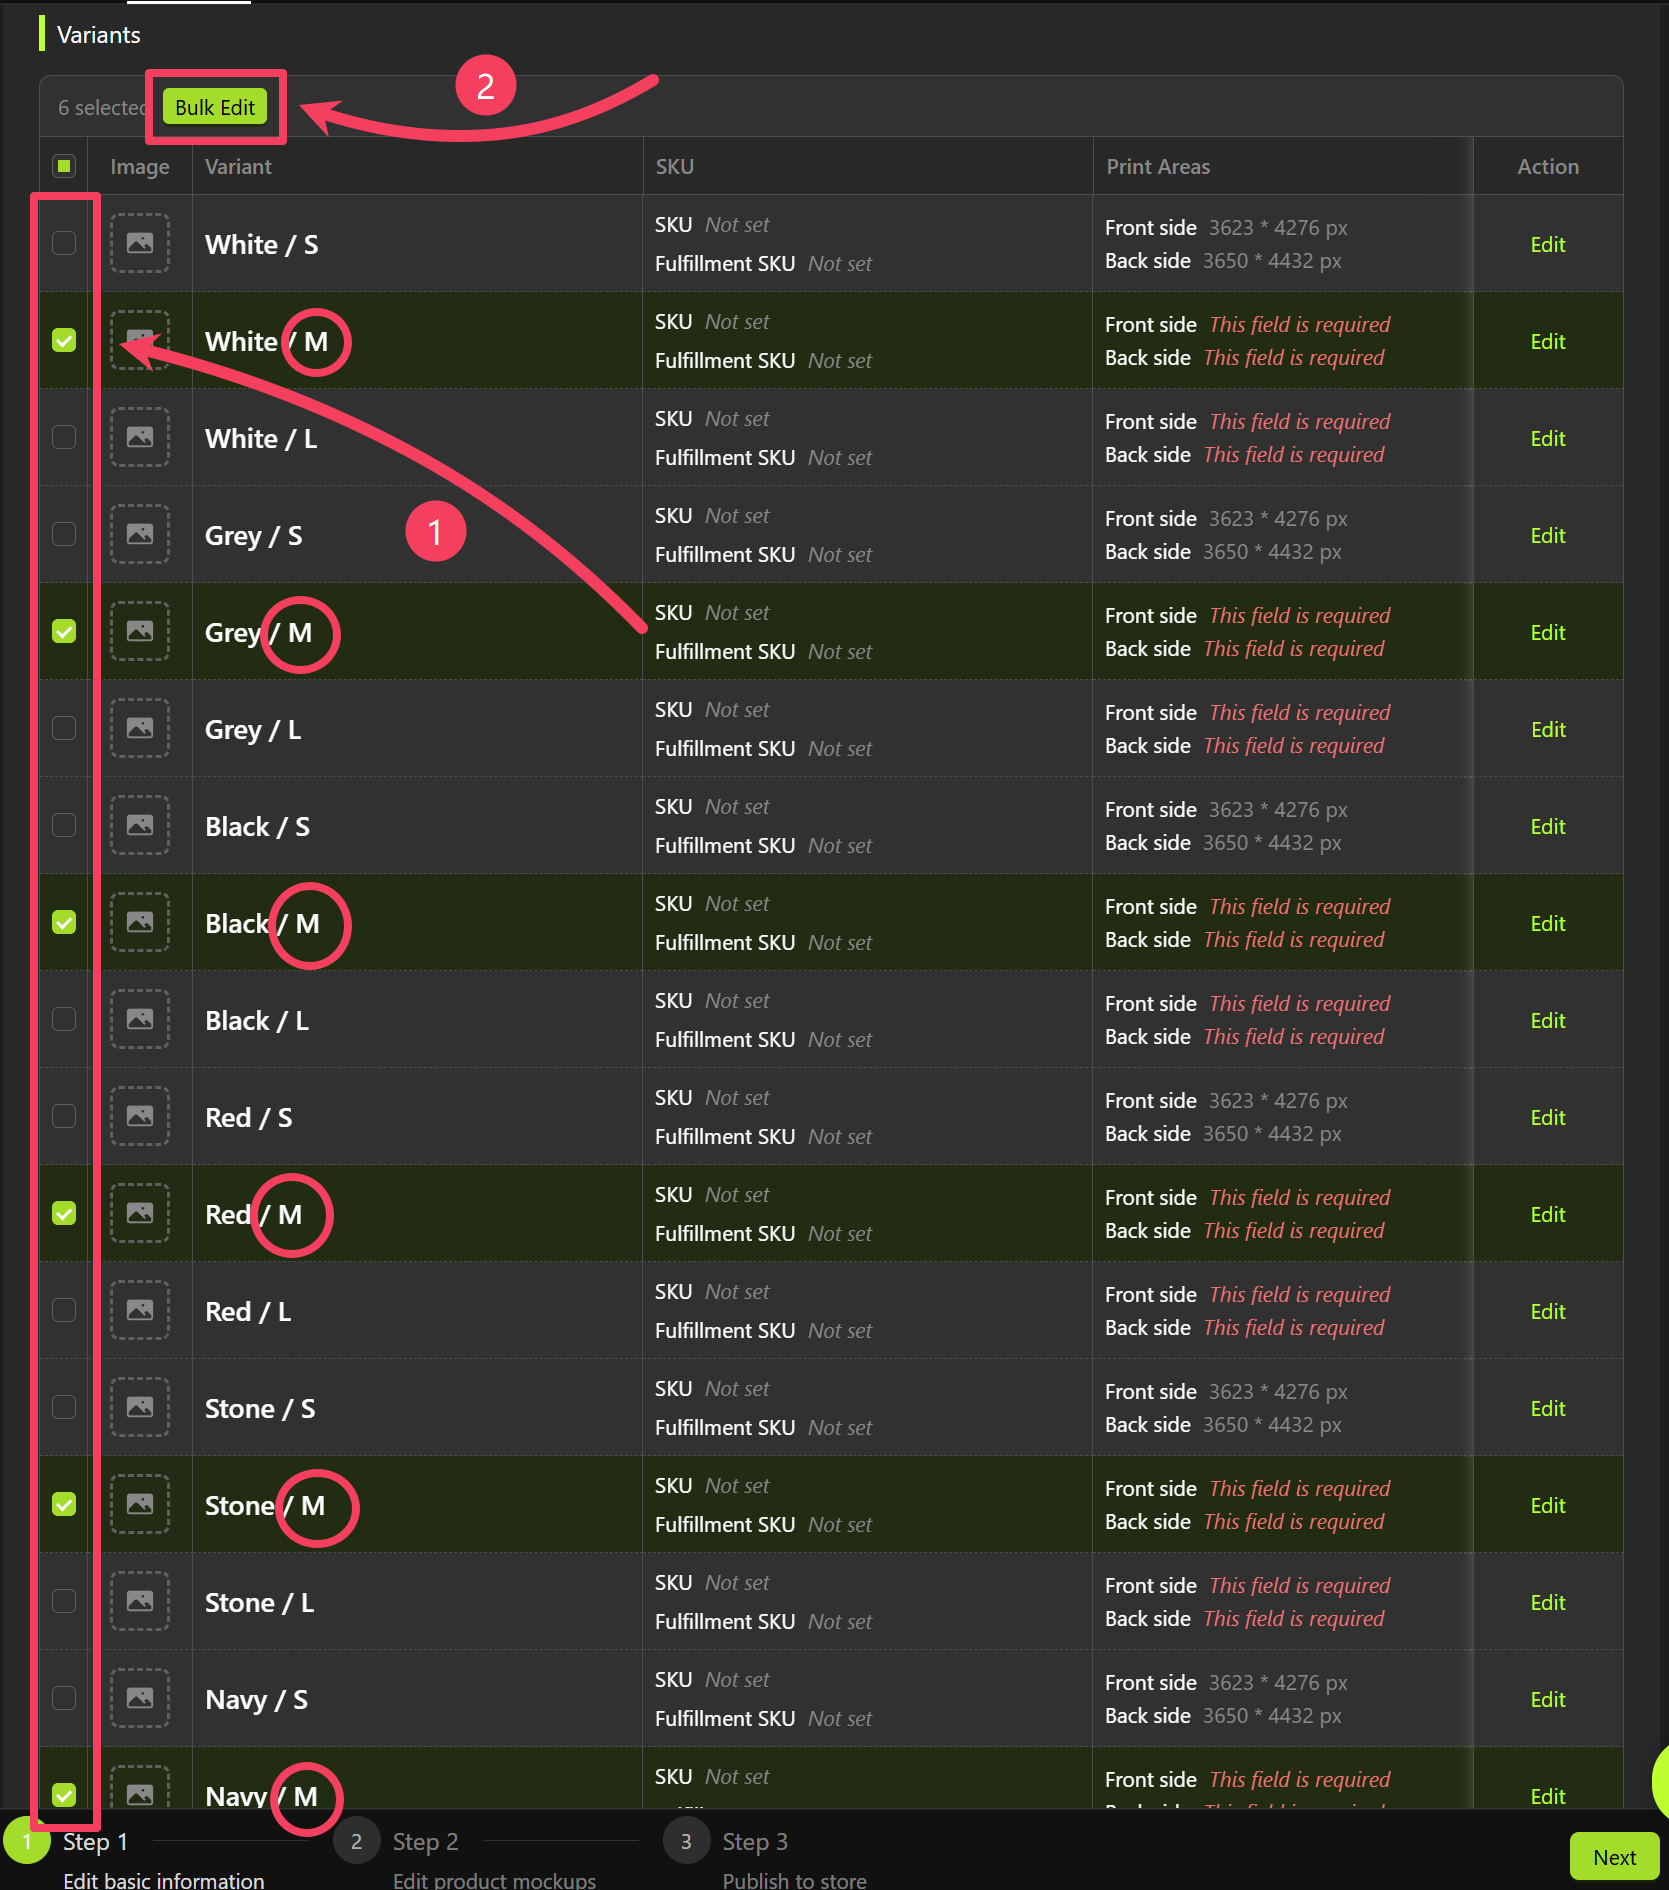 Variants
6 selected
Bulk Edit
2
Image Variant SKU Print Areas Action
White / S
SKU Not set
Fulfillment SKU Not set
Front side 3623 * 4276 px
Back side 3650 * 4432 px
Edit
White / M
SKU Not set
Fulfillment SKU Not set
Front side This field is required
Back side This field is required
Edit
White / L
SKU Not set
Fulfillment SKU Not set
Front side This field is required
Back side This field is required
Edit
1
Grey / S
SKU Not set
Fulfillment SKU Not set
Front side 3623 * 4276 px
Back side 3650 * 4432 px
Edit
Grey / M
SKU Not set
Fulfillment SKU Not set
Front side This field is required
Back side This field is required
Edit
Grey / L
SKU Not set
Fulfillment SKU Not set
Front side This field is required
Back side This field is required
Edit
Black / S
SKU Not set
Fulfillment SKU Not set
Front side 3623 * 4276 px
Back side 3650 * 4432 px
Edit
Black / M
SKU Not set
Fulfillment SKU Not set
Front side This field is required
Back side This field is required
Edit
Black / L
SKU Not set
Fulfillment SKU Not set
Front side This field is required
Back side This field is required
Edit
Red / S
SKU Not set
Fulfillment SKU Not set
Front side 3623 * 4276 px
Back side 3650 * 4432 px
Edit
Red / M
SKU Not set
Fulfillment SKU Not set
Front side This field is required
Back side This field is required
Edit
Red / L
SKU Not set
Fulfillment SKU Not set
Front side This field is required
Back side This field is required
Edit
Stone / S
SKU Not set
Fulfillment SKU Not set
Front side 3623 * 4276 px
Back side 3650 * 4432 px
Edit
Stone / M
SKU Not set
Fulfillment SKU Not set
Front side This field is required
Back side This field is required
Edit
Stone / L
SKU Not set
Fulfillment SKU Not set
Front side This field is required
Back side This field is required
Edit
Navy / S
SKU Not set
Fulfillment SKU Not set
Front side 3623 * 4276 px
Back side 3650 * 4432 px
Edit
Navy / M
SKU Not set
Front side This field is required
Edit
1 Step 1
Edit basic information
2 Step 2
Edit product mockups
3 Step 3
Publish to store
Next